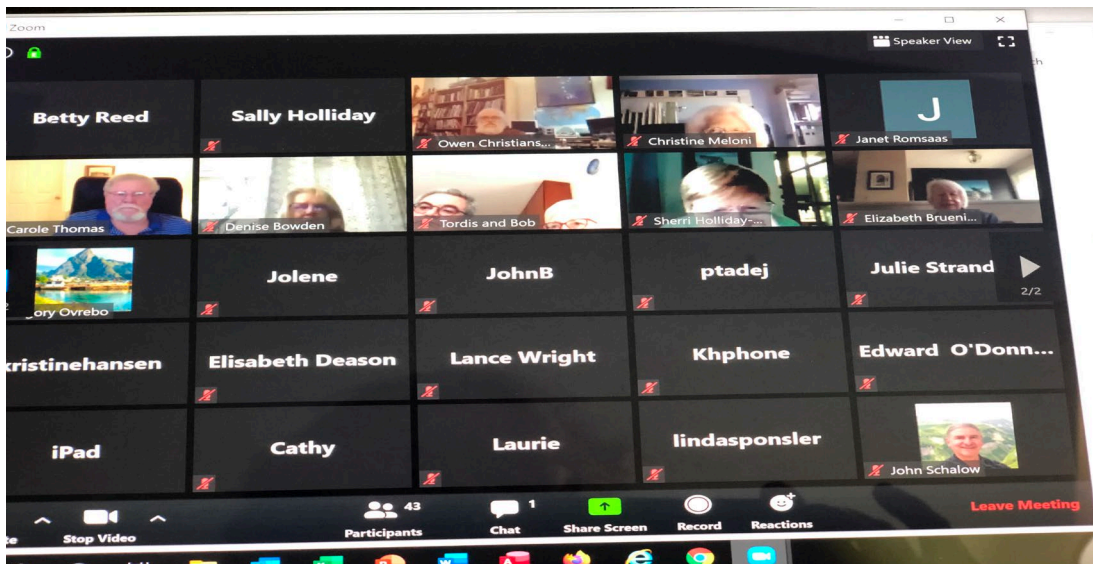 Zoom
Speaker View
Betty Reed
Sally Holliday
Owen Christians...
Christine Meloni
J
Janet Romsaas
Carole Thomas
Denise Bowden
Tordis and Bob
Sherri Holliday-...
Elizabeth Brueni...
ory Ovrebo
Jolene
JohnB
ptadej
Julie Strand
2/2
kristinehansen
Elisabeth Deason
Lance Wright
Khphone
Edward O'Donn...
iPad
Cathy
Laurie
lindasponsler
John Schalow
Stop Video
Participants 43
Chat 1
Share Screen
Record
Reactions
Leave Meeting